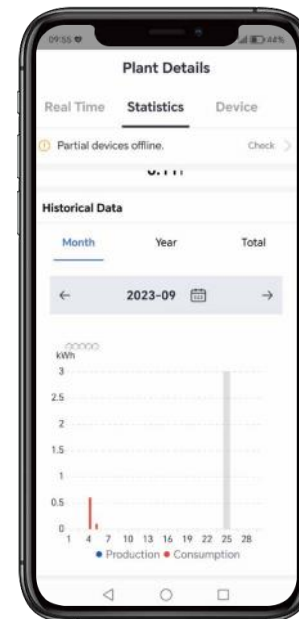 09:55 44%
Plant Details
Real Time Statistics Device
Partial devices offline. Check
Historical Data
Month Year Total
2023-09
kWh
3
2.5
2
1.5
1
0.5
0
1 4 7 10 13 16 19 22 25 28
Production Consumption